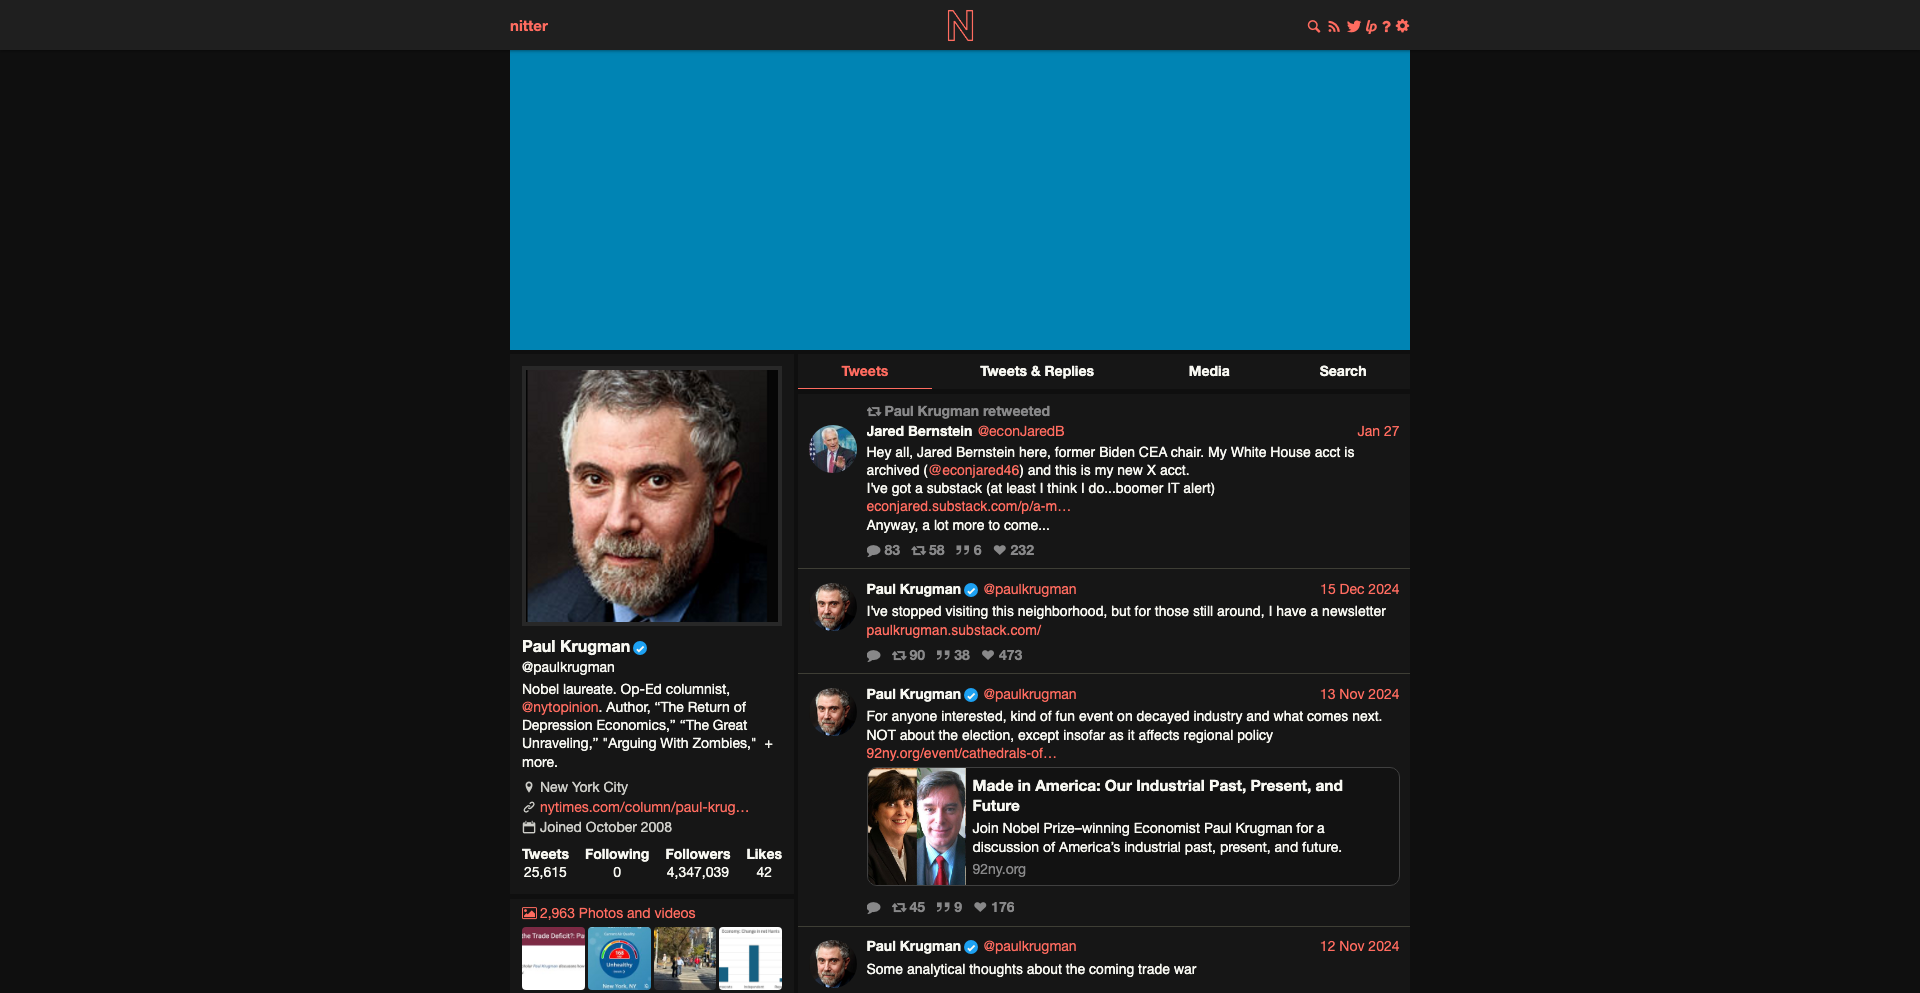 nitter
Tweets
Tweets & Replies
Media
Search
Paul Krugman retweeted
Jared Bernstein @econJaredB
Jan 27
Hey all, Jared Bernstein here, former Biden CEA chair. My White House acct is
archived (@econjared46) and this is my new X acct.
I've got a substack (at least I think I do...boomer IT alert)
econjared.substack.com/p/a-m…
Anyway, a lot more to come...
83 58 6 232
Paul Krugman @paulkrugman
15 Dec 2024
I've stopped visiting this neighborhood, but for those still around, I have a newsletter
paulkrugman.substack.com/
90 38 473
Paul Krugman @paulkrugman
13 Nov 2024
For anyone interested, kind of fun event on decayed industry and what comes next.
NOT about the election, except insofar as it affects regional policy
92ny.org/event/cathedrals-of…
Made in America: Our Industrial Past, Present, and
Future
Join Nobel Prize–winning Economist Paul Krugman for a
discussion of America's industrial past, present, and future.
92ny.org
45 9 176
Paul Krugman @paulkrugman
12 Nov 2024
Some analytical thoughts about the coming trade war
Paul Krugman
@paulkrugman
Nobel laureate. Op-Ed columnist,
@nytopinion. Author, “The Return of
Depression Economics,” “The Great
Unraveling,” "Arguing With Zombies," +
more.
New York City
nytimes.com/column/paul-krug…
Joined October 2008
Tweets Following Followers Likes
25,615 0 4,347,039 42
2,963 Photos and videos
the Trade Deficit?: Pa
Unhealthy
New York, NY